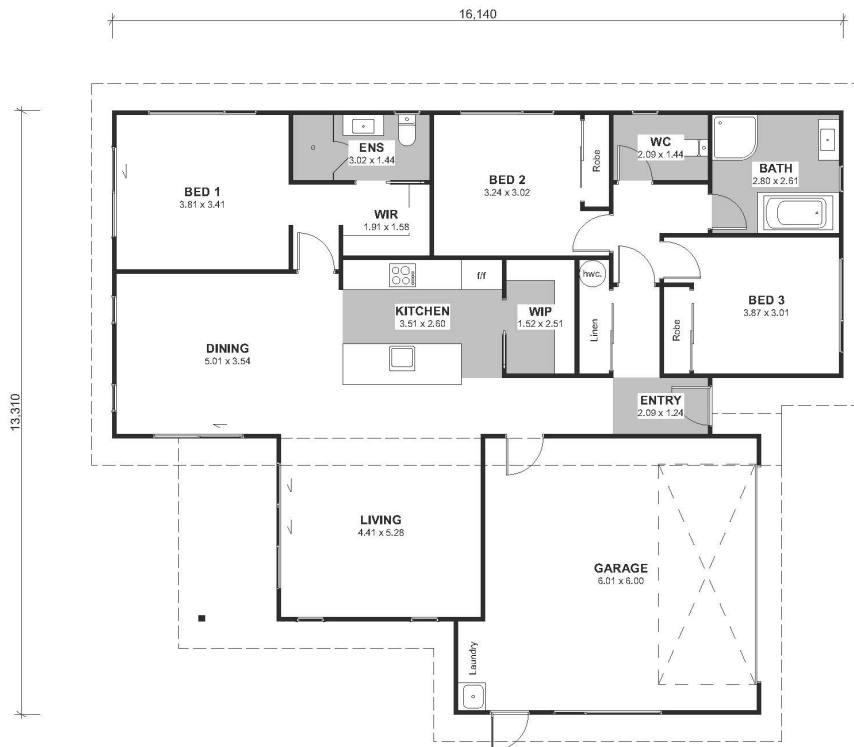 16,140
13,310
ENS
3.02 x 1.44
BED 1
3.81 x 3.41
WIR
1.91 x 1.58
BED 2
3.24 x 3.02
Robe
WC
2.09 x 1.44
BATH
2.80 x 2.61
f/f
hwc.
KITCHEN
3.51 x 2.60
WIP
1.52 x 2.51
Linen
Robe
BED 3
3.87 x 3.01
DINING
5.01 x 3.54
ENTRY
2.09 x 1.24
LIVING
4.41 x 5.28
GARAGE
6.01 x 6.00
Laundry